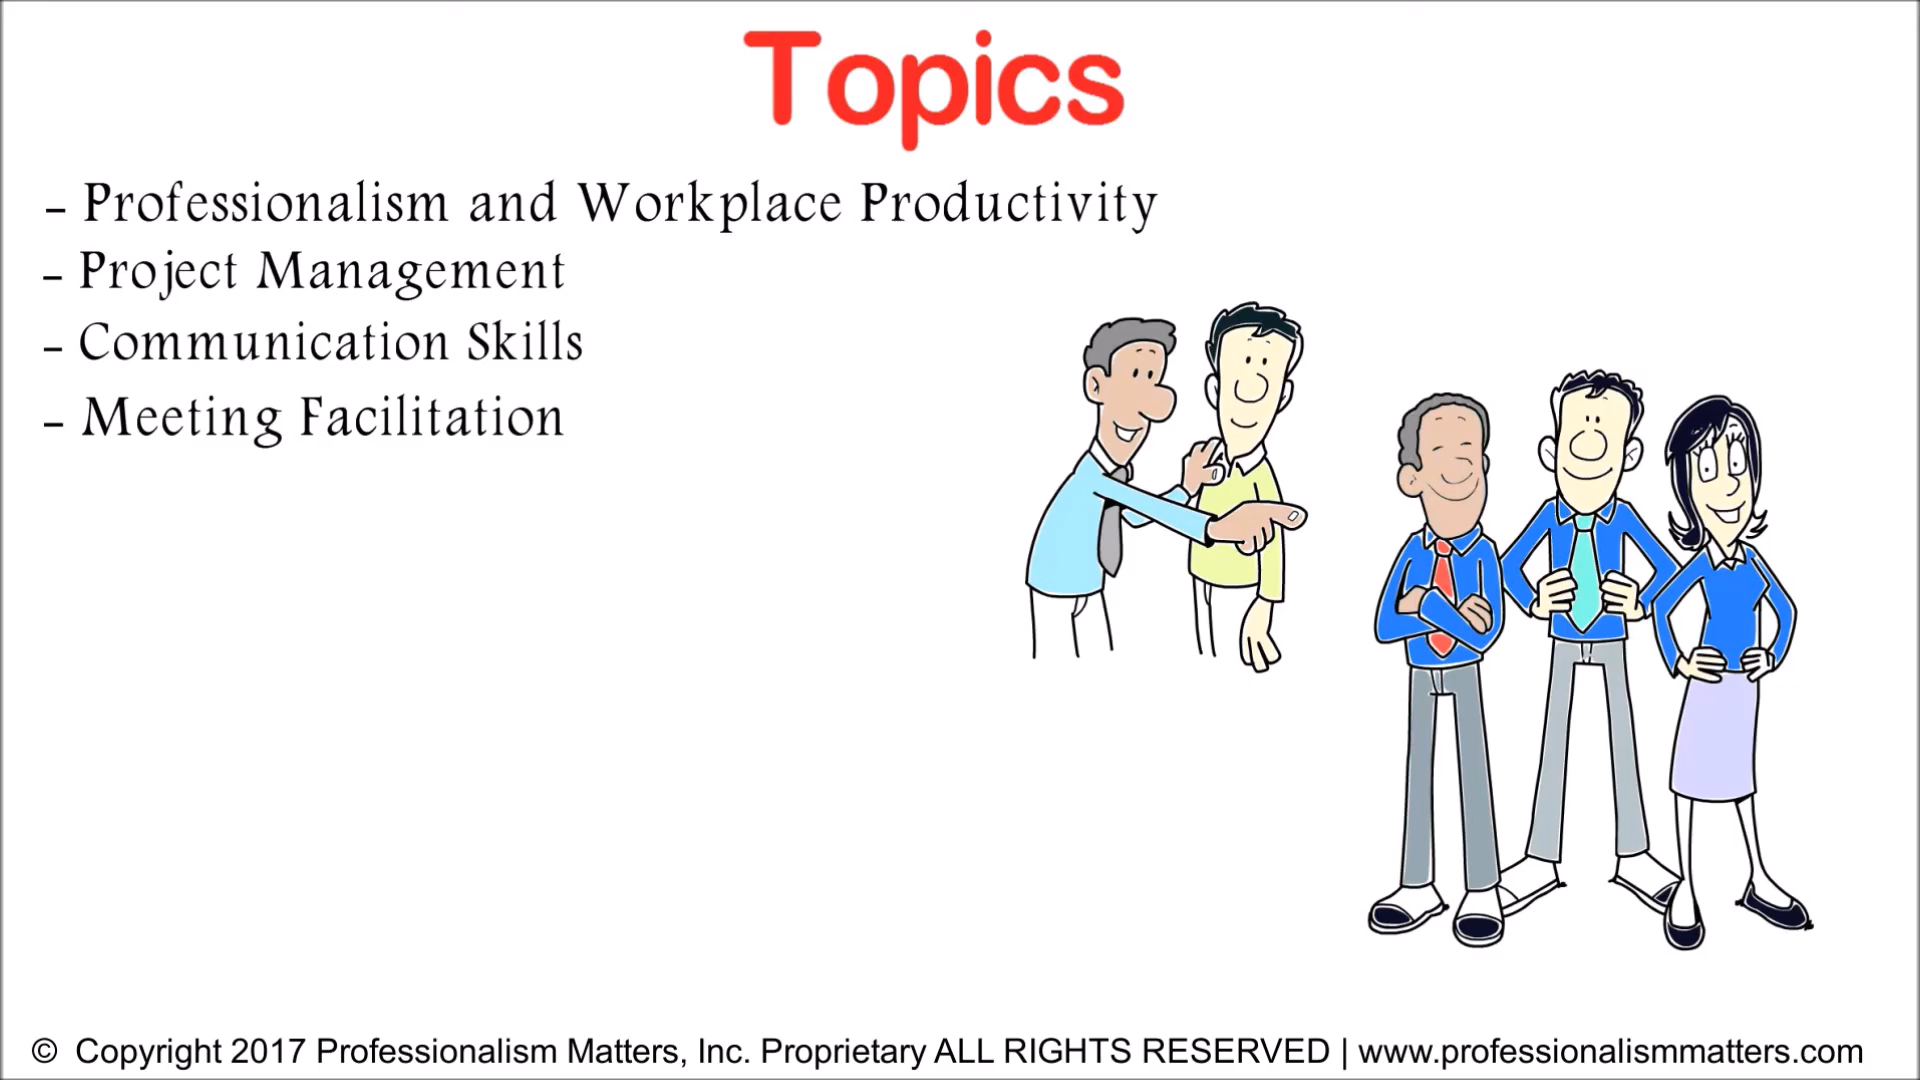 Topics
- Professionalism and Workplace Productivity
- Project Management
- Communication Skills
- Meeting Facilitation
© Copyright 2017 Professionalism Matters, Inc. Proprietary ALL RIGHTS RESERVED | www.professionalismmatters.com